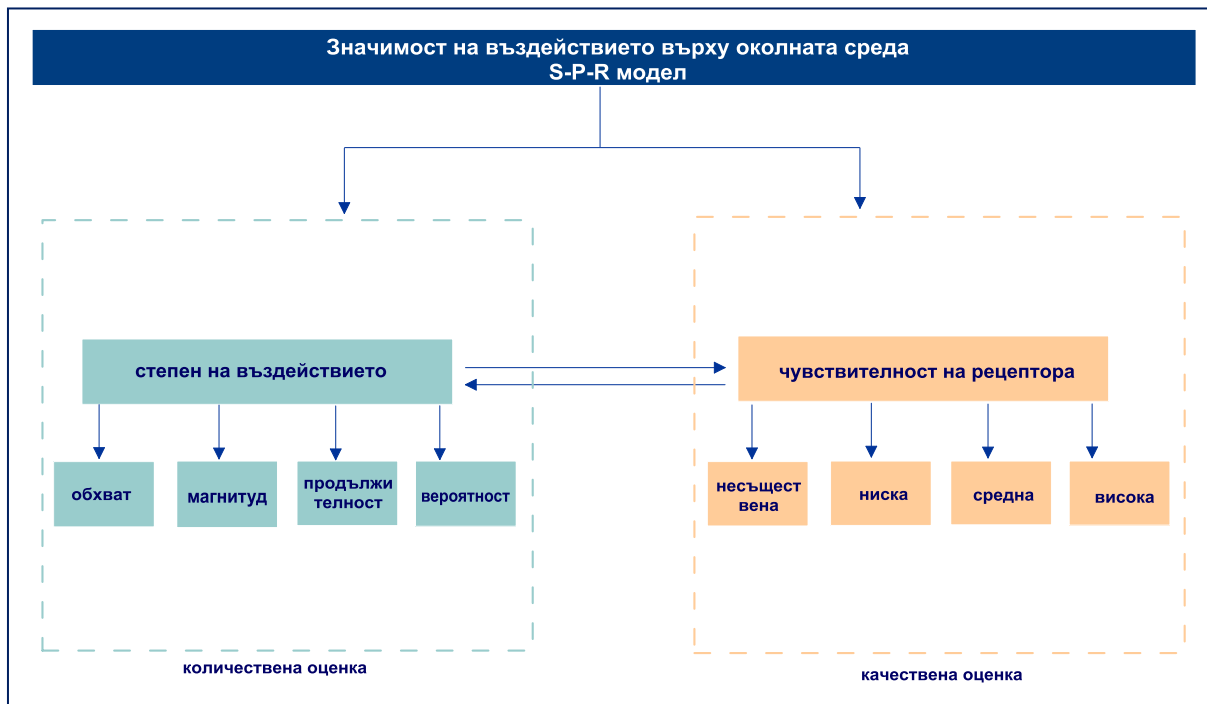 Значимост на въздействието върху околната среда
S-P-R модел
степен на въздействието
чувствителност на рецептора
обхват
магнитуд
продължи
телност
вероятност
несъщест
вена
ниска
средна
висока
количествена оценка
качествена оценка